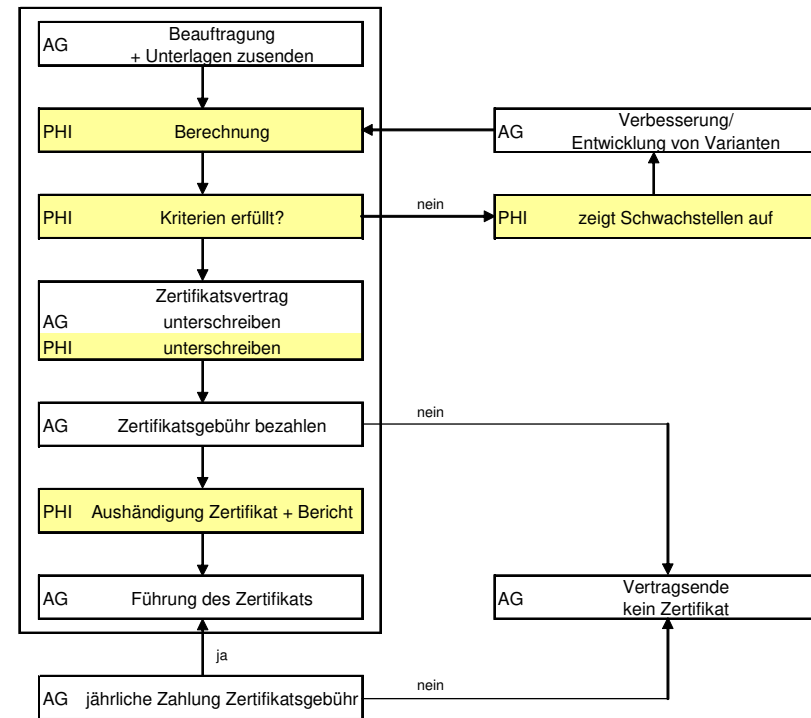 AG Beauftragung
+ Unterlagen zusenden
PHI Berechnung
AG Verbesserung/
Entwicklung von Varianten
PHI Kriterien erfüllt?
nein
PHI zeigt Schwachstellen auf
Zertifikatsvertrag
AG unterschreiben
PHI unterschreiben
AG Zertifikatsgebühr bezahlen
nein
PHI Aushändigung Zertifikat + Bericht
AG Führung des Zertifikats
AG Vertragsende
kein Zertifikat
ja
AG jährliche Zahlung Zertifikatsgebühr
nein